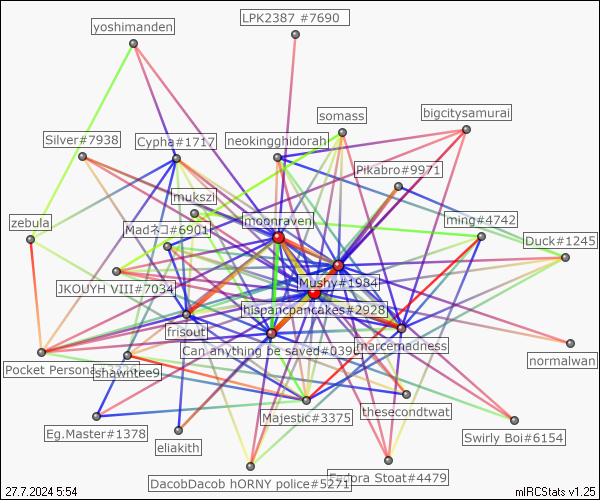 LPK2387 #7690
yoshimanden
bigcitysamurai
somass
Silver#7938
Cypha#1717
neokingghidorah
Pikabro#9971
mukszi
zebula
moonraven
ming#4742
Madネコ#6901
Duck#1245
JKOUYH VIII#7034
Mushy#1984
hispancpancakes#2928
frisout
Can anything be saved#0390
marcemadness
Pocket Persona
shawntee9
normalwan
Eg.Master#1378
Majestic#3375
thesecondtwat
eliakith
Swirly Boi#6154
DacobDacob hORNY police#5271
Stoat#4479
27.7.2024 5:54
mIRCStats v1.25